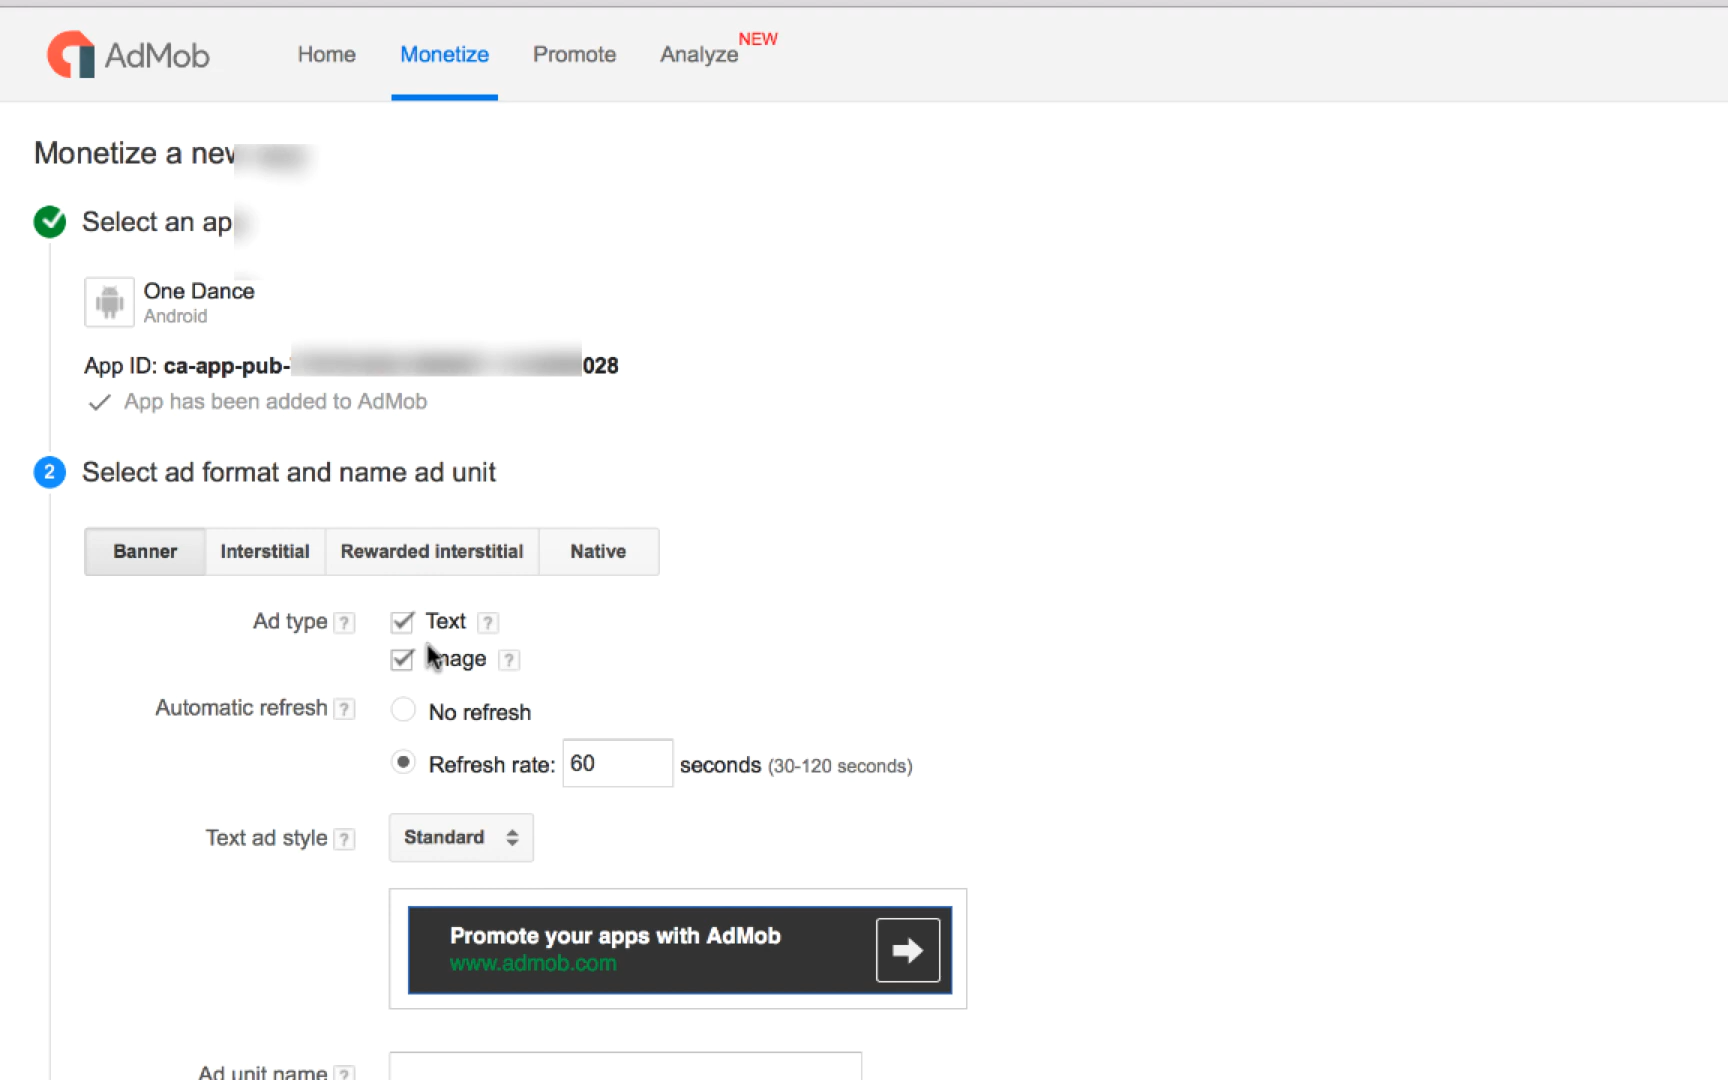 AdMob
Home
Monetize
Promote
Analyze
NEW
Monetize a new
Select an app
One Dance
Android
App ID: ca-app-pub- 028
App has been added to AdMob
2
Select ad format and name ad unit
Banner
Interstitial
Rewarded interstitial
Native
Ad type ?
Text ?
Image ?
Automatic refresh ?
No refresh
Refresh rate: 60 seconds (30-120 seconds)
Text ad style ?
Standard
Promote your apps with AdMob
www.admob.com
Ad unit name ?